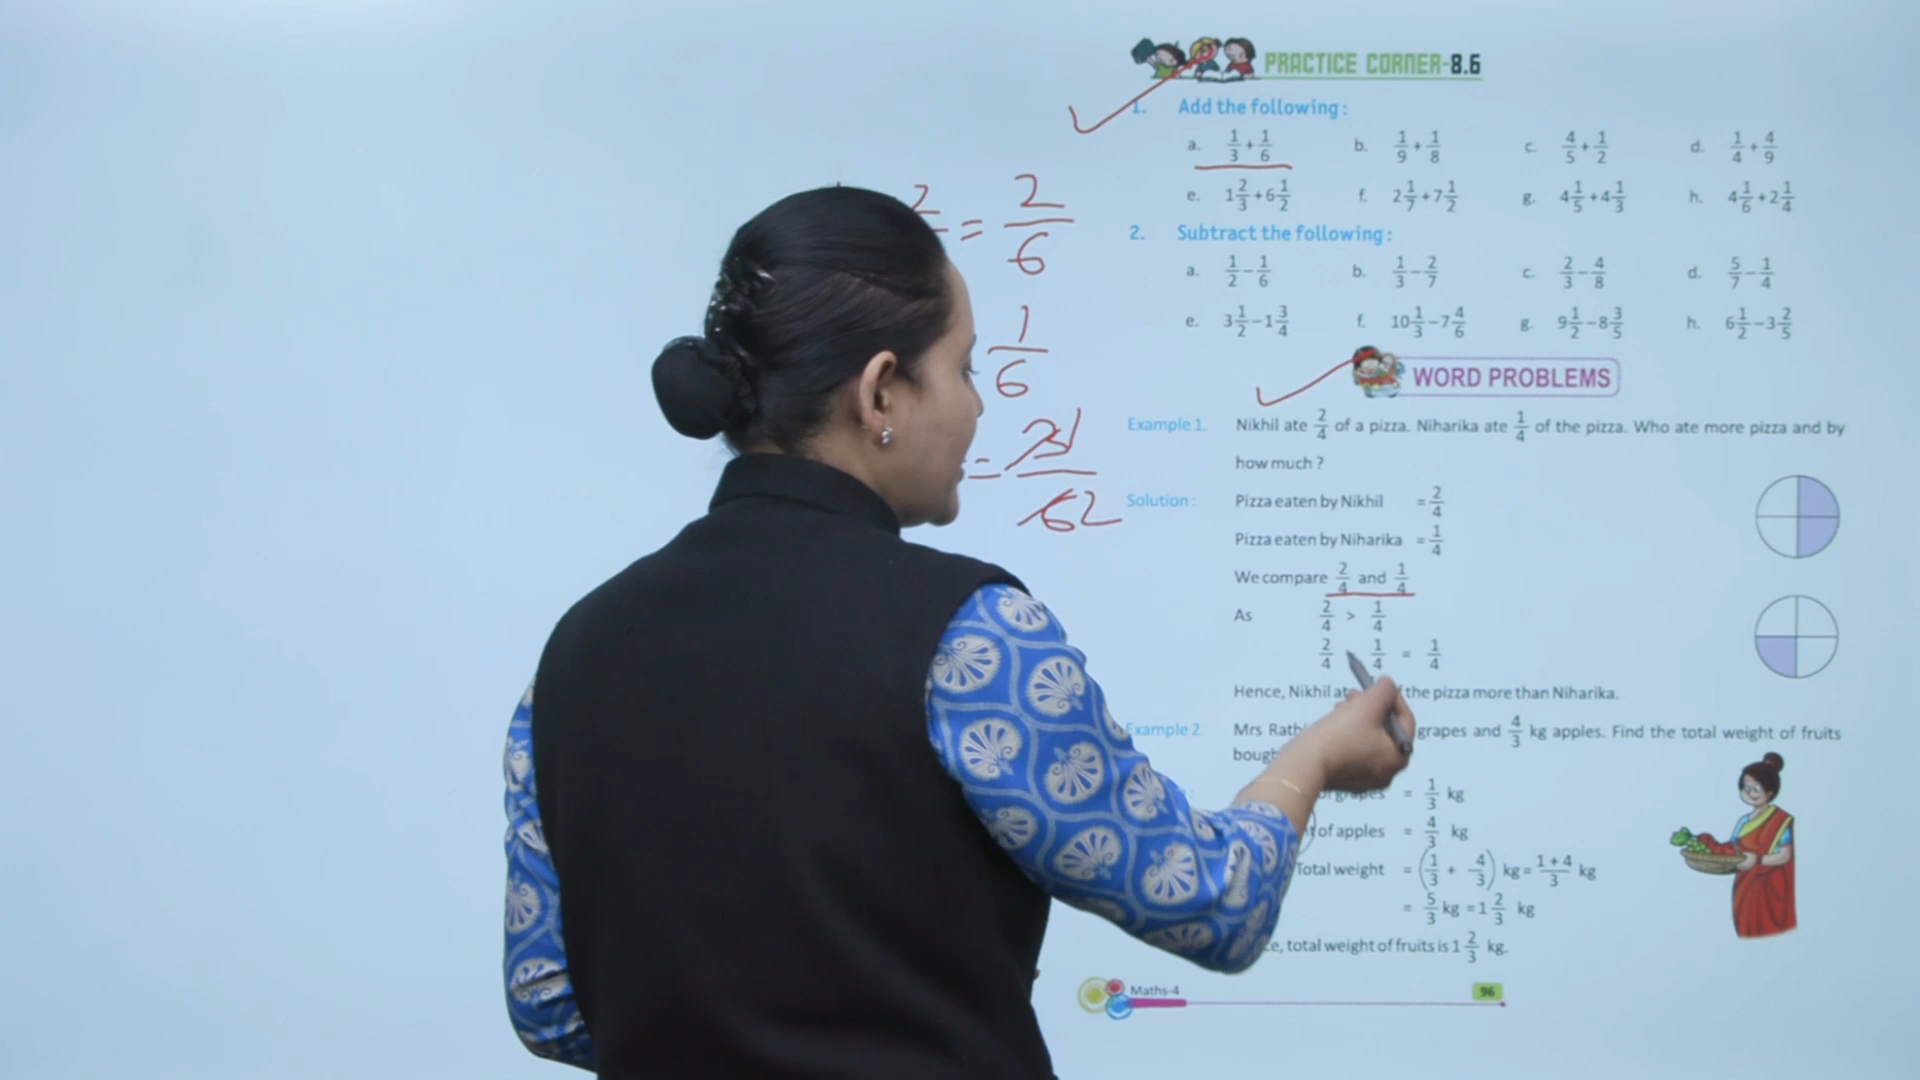 PRACTICE CORNER-8.6
1. Add the following :
a. 1/3 + 1/6 b. 1/9 + 1/8 c. 4/5 + 1/2 d. 1/4 + 4/9
e. 1 2/3 + 6 1/2 f. 2 1/7 + 7 1/2 g. 4 1/5 + 4 1/3 h. 4 1/6 + 2 1/4
2. Subtract the following :
a. 1/2 − 1/6 b. 1/3 − 2/7 c. 2/3 − 4/8 d. 5/7 − 1/4
e. 3 1/2 − 1 3/4 f. 10 1/3 − 7 4/6 g. 9 1/2 − 8 3/5 h. 6 1/2 − 3 2/5
WORD PROBLEMS
Example 1. Nikhil ate 2/4 of a pizza. Niharika ate 1/4 of the pizza. Who ate more pizza and by
how much ?
Solution : Pizza eaten by Nikhil = 2/4
Pizza eaten by Niharika = 1/4
We compare 2/4 and 1/4
As 2/4 > 1/4
2/4 1/4 = 1/4
Hence, Nikhil the pizza more than Niharika.
Example 2. Mrs grapes and 4/3 kg apples. Find the total weight of fruits
grapes = 1/3 kg
of apples = 4/3 kg
Total weight = (1/3 + 4/3) kg = 1+4/3 kg
= 5/3 kg = 1 2/3 kg
total weight of fruits is 1 2/3 kg.
Maths-4
96
2 = 2/6
1/6
= 31/62